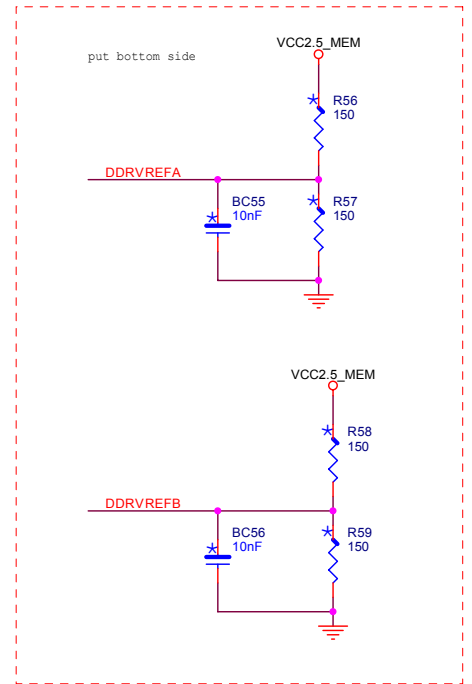 put bottom side
VCC2.5_MEM
R56
150
DDRVREFA
R57
150
BC55
10nF
VCC2.5_MEM
R58
150
DDRVREFB
R59
150
BC56
10nF